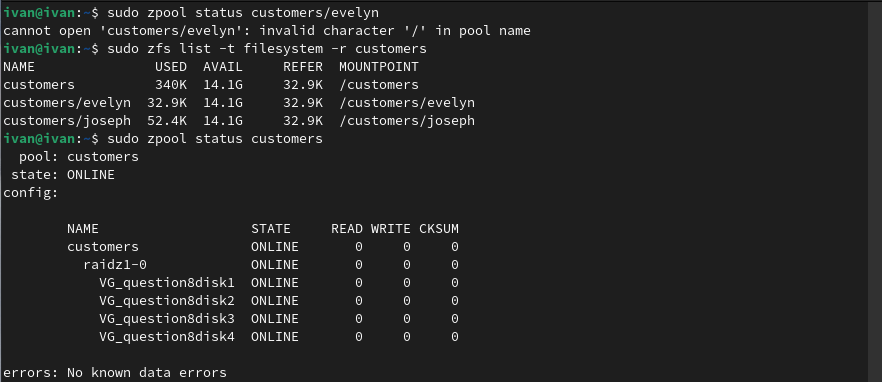 ivan@ivan:~$ sudo zpool status customers/evelyn
cannot open 'customers/evelyn': invalid character '/' in pool name
ivan@ivan:~$ sudo zfs list -t filesystem -r customers
NAME               USED  AVAIL     REFER  MOUNTPOINT
customers          340K  14.1G     32.9K  /customers
customers/evelyn  32.9K  14.1G     32.9K  /customers/evelyn
customers/joseph  52.4K  14.1G     32.9K  /customers/joseph
ivan@ivan:~$ sudo zpool status customers
  pool: customers
 state: ONLINE
config:
        NAME                   STATE     READ WRITE CKSUM
        customers              ONLINE       0     0     0
          raidz1-0             ONLINE       0     0     0
            VG_question8disk1  ONLINE       0     0     0
            VG_question8disk2  ONLINE       0     0     0
            VG_question8disk3  ONLINE       0     0     0
            VG_question8disk4  ONLINE       0     0     0
errors: No known data errors